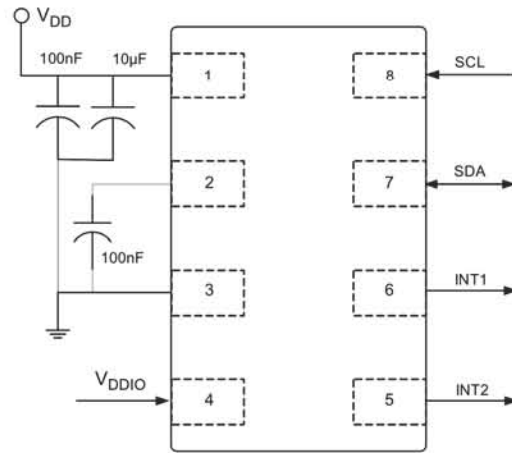 VDD
100nF 10µF
1 8 SCL
2 7 SDA
100nF
3 6 INT1
VDDIO
4 5 INT2